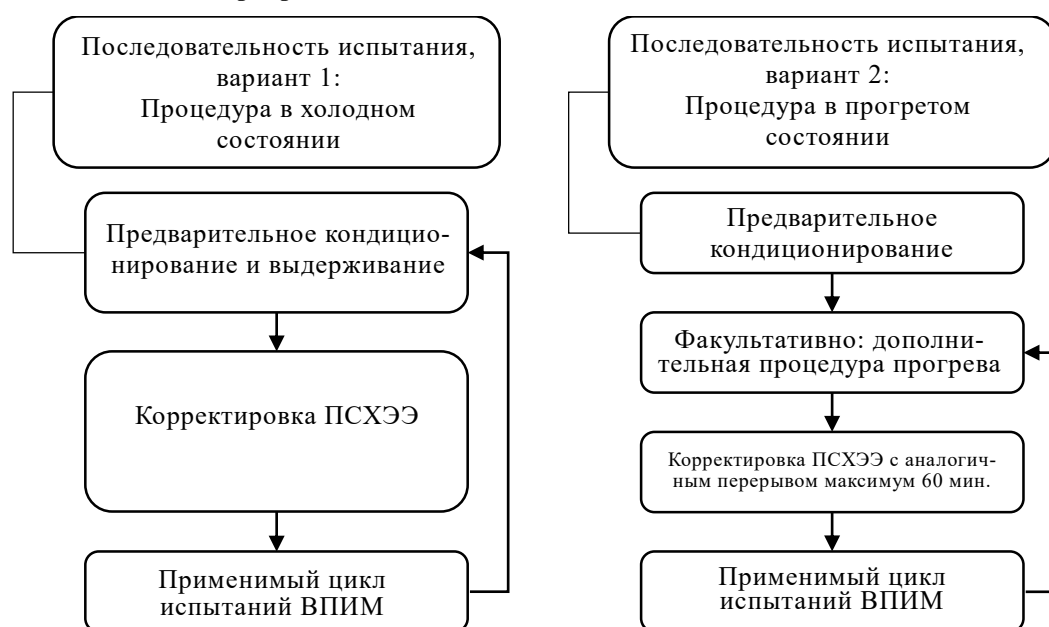 Последовательность испытания,
вариант 1:
Процедура в холодном
состоянии
Предварительное кондицио-
нирование и выдерживание
Корректировка ПСХЭЭ
Применимый цикл
испытаний ВПИМ
Последовательность испытания,
вариант 2:
Процедура в прогретом
состоянии
Предварительное
кондиционирование
Факультативно: дополни-
тельная процедура прогрева
Корректировка ПСХЭЭ с аналогич-
ным перерывом максимум 60 мин.
Применимый цикл
испытаний ВПИМ